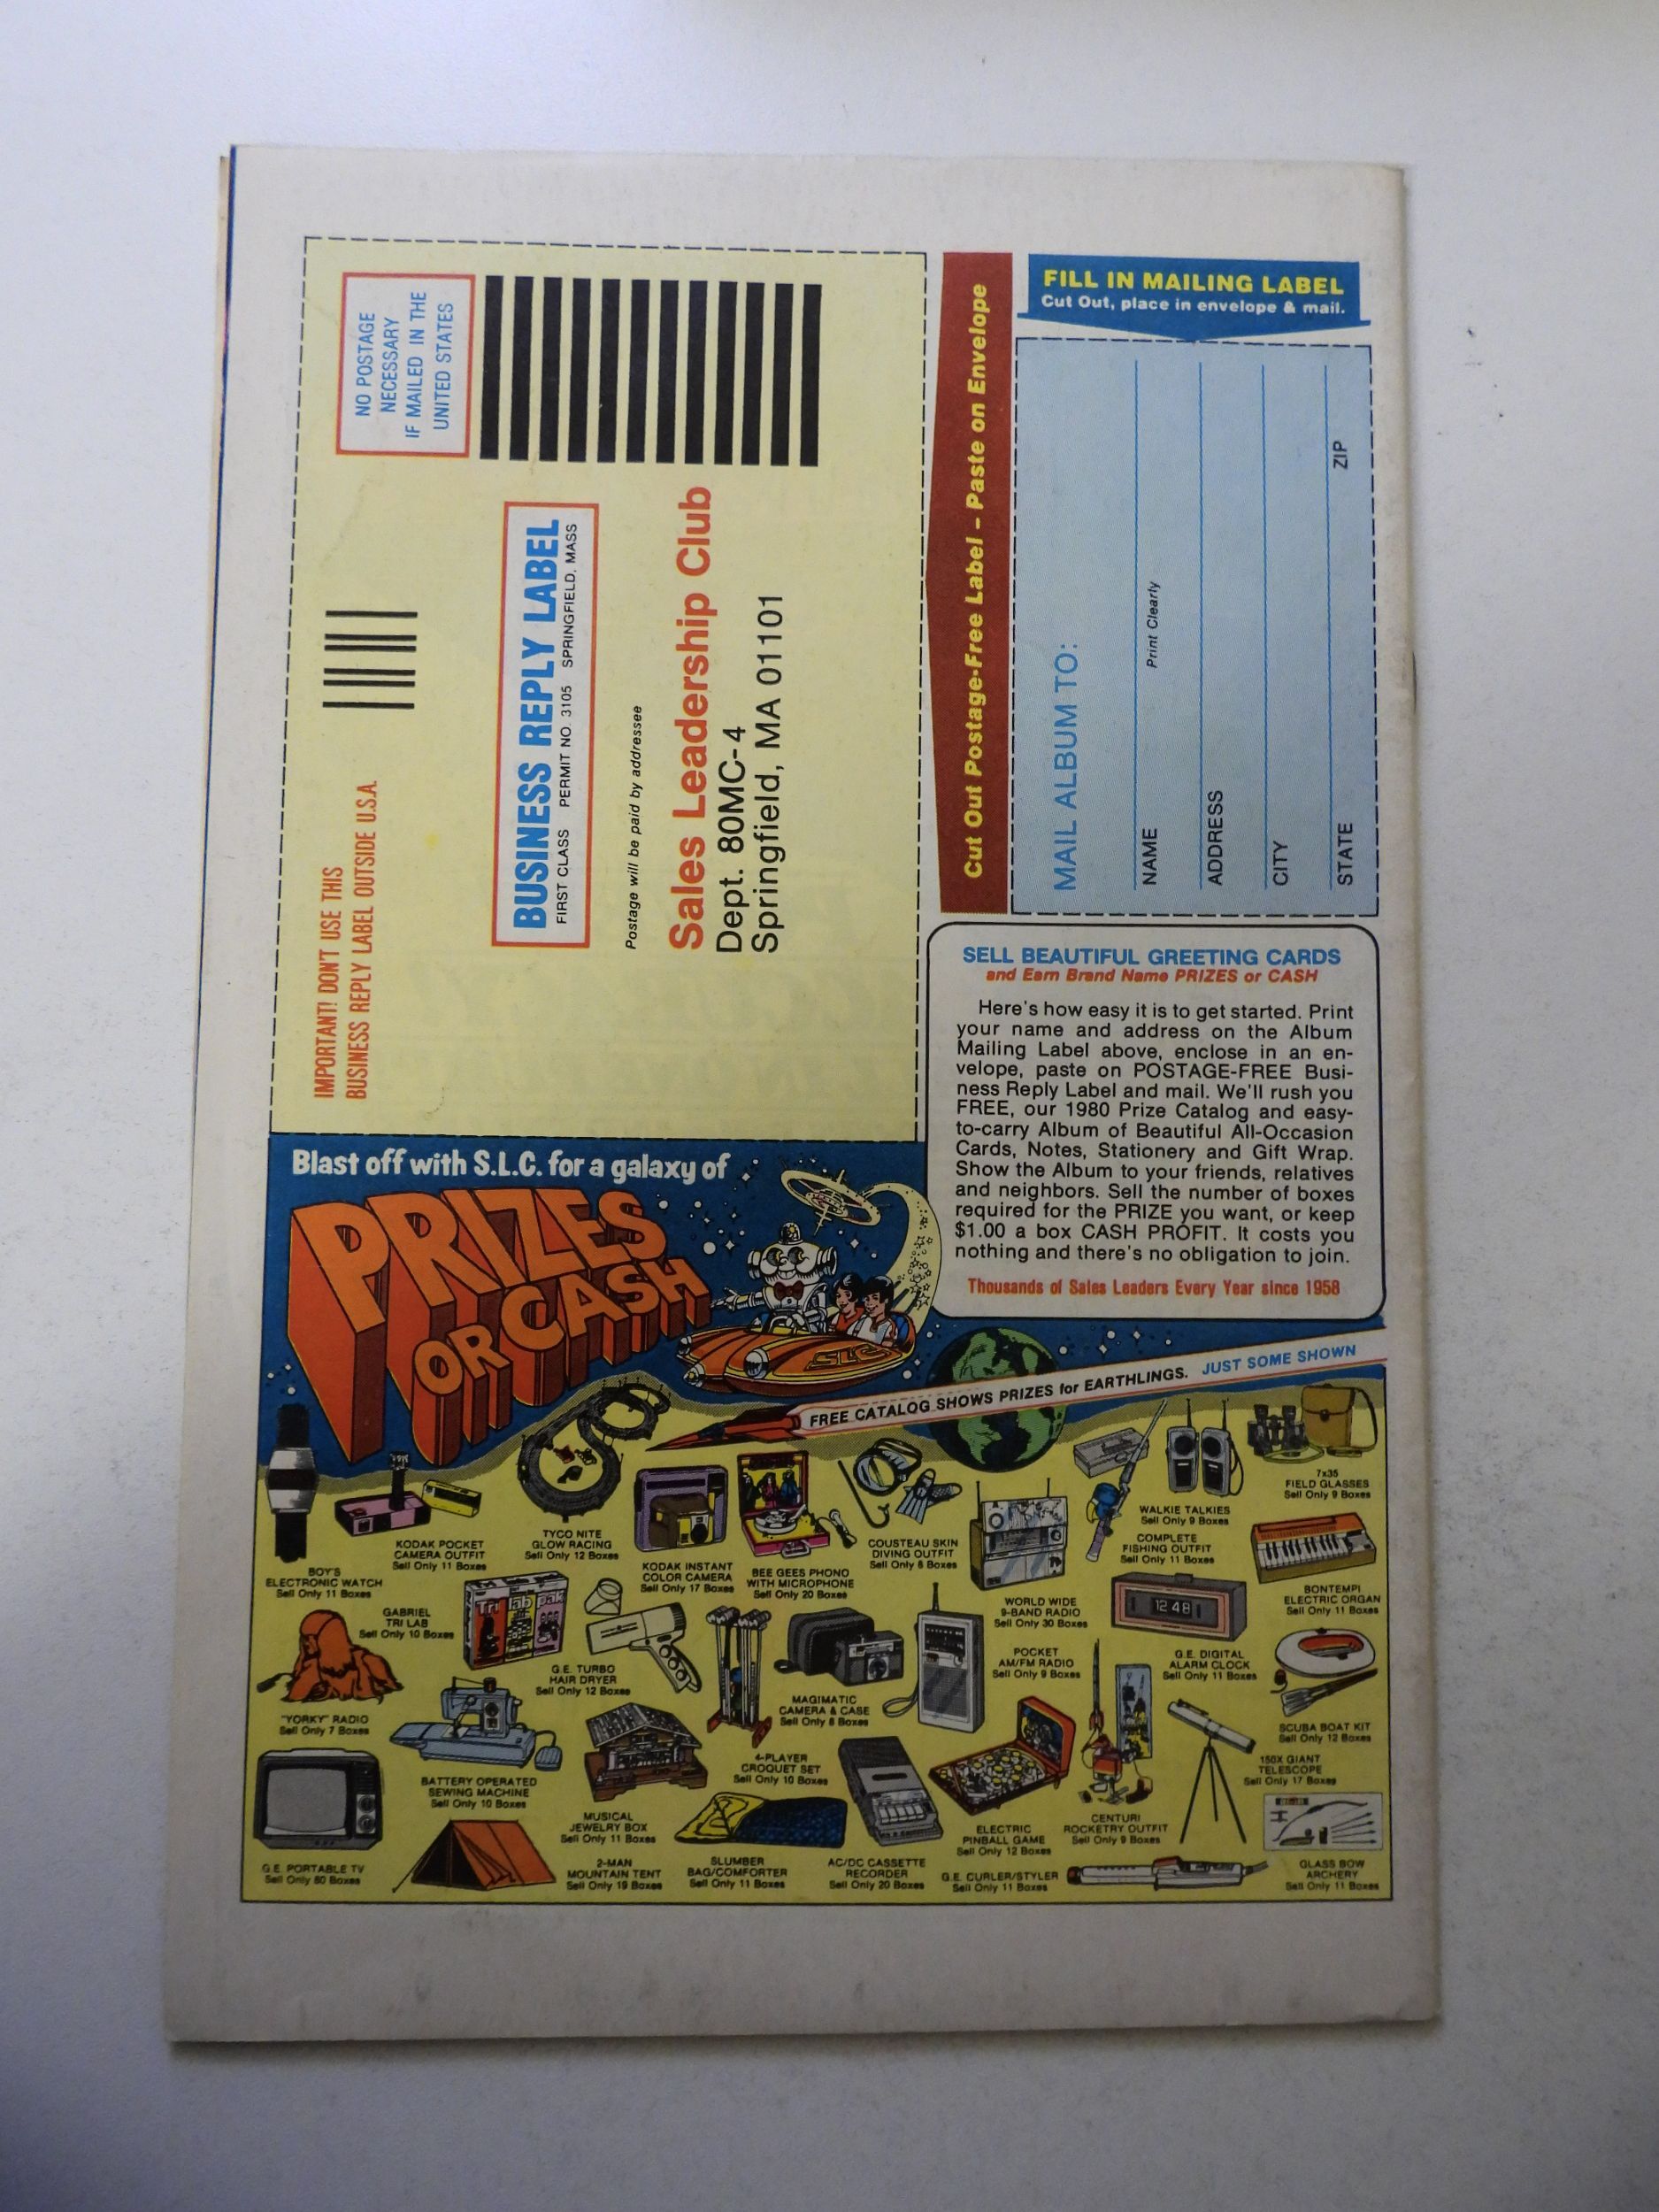 IMPORTANT! DON'T USE THIS
BUSINESS REPLY LABEL OUTSIDE U.S.A.
NO POSTAGE
NECESSARY
IF MAILED IN THE
UNITED STATES
BUSINESS REPLY LABEL
FIRST CLASS PERMIT NO. 3105 SPRINGFIELD, MASS
Postage will be paid by addressee
Sales Leadership Club
Dept. 80MC-4
Springfield, MA 01101
Cut Out Postage-Free Label - Paste on Envelope
FILL IN MAILING LABEL
Cut Out, place in envelope & mail.
MAIL ALBUM TO:
NAME
Print Clearly
ADDRESS
CITY
STATE ZIP
SELL BEAUTIFUL GREETING CARDS
and Earn Brand Name PRIZES or CASH
Here's how easy it is to get started. Print
your name and address on the Album
Mailing Label above, enclose in an en-
velope, paste on POSTAGE-FREE Busi-
ness Reply Label and mail. We'll rush you
FREE, our 1980 Prize Catalog and easy-
to-carry Album of Beautiful All-Occasion
Cards, Notes, Stationery and Gift Wrap.
Show the Album to your friends, relatives
and neighbors. Sell the number of boxes
required for the PRIZE you want, or keep
$1.00 a box CASH PROFIT. It costs you
nothing and there's no obligation to join.
Thousands of Sales Leaders Every Year since 1958
Blast off with S.L.C. for a galaxy of
PRIZES
OR CASH
SLC
FREE CATALOG SHOWS PRIZES for EARTHLINGS. JUST SOME SHOWN
BOY'S
ELECTRONIC WATCH
Sell Only 11 Boxes
KODAK POCKET
CAMERA OUTFIT
Sell Only 11 Boxes
TYCO NITE
GLOW RACING
Sell Only 12 Boxes
KODAK INSTANT
COLOR CAMERA
Sell Only 17 Boxes
BEE GEES PHONO
WITH MICROPHONE
Sell Only 20 Boxes
COUSTEAU SKIN
DIVING OUTFIT
Sell Only 8 Boxes
WORLD WIDE
9-BAND RADIO
Sell Only 30 Boxes
COMPLETE
FISHING OUTFIT
Sell Only 11 Boxes
WALKIE TALKIES
Sell Only 9 Boxes
7x35
FIELD GLASSES
Sell Only 9 Boxes
BONTEMPI
ELECTRIC ORGAN
Sell Only 11 Boxes
GABRIEL
TRI LAB
Sell Only 10 Boxes
Tri lab pak
G.E. TURBO
HAIR DRYER
Sell Only 12 Boxes
MAGIMATIC
CAMERA & CASE
Sell Only 8 Boxes
POCKET
AM/FM RADIO
Sell Only 9 Boxes
12 48
G.E. DIGITAL
ALARM CLOCK
Sell Only 11 Boxes
SCUBA BOAT KIT
Sell Only 12 Boxes
"YORKY" RADIO
Sell Only 7 Boxes
BATTERY OPERATED
SEWING MACHINE
Sell Only 10 Boxes
MUSICAL
JEWELRY BOX
Sell Only 11 Boxes
4-PLAYER
CROQUET SET
Sell Only 10 Boxes
150X GIANT
TELESCOPE
Sell Only 17 Boxes
G.E. PORTABLE TV
Sell Only 80 Boxes
2-MAN
MOUNTAIN TENT
Sell Only 19 Boxes
SLUMBER
BAG/COMFORTER
Sell Only 11 Boxes
AC/DC CASSETTE
RECORDER
Sell Only 20 Boxes
ELECTRIC
PINBALL GAME
Sell Only 12 Boxes
G.E. CURLER/STYLER
Sell Only 11 Boxes
CENTURI
ROCKETRY OUTFIT
Sell Only 9 Boxes
GLASS BOW
ARCHERY
Sell Only 11 Boxes